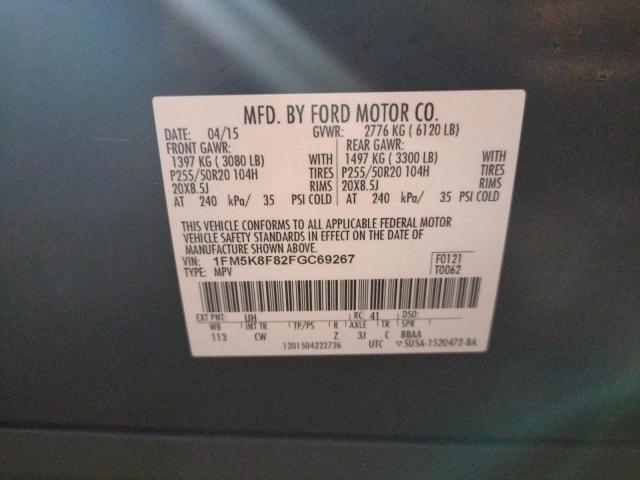 MFD. BY FORD MOTOR CO.
DATE: 04/15 GVWR: 2776 KG ( 6120 LB)
FRONT GAWR: REAR GAWR:
1397 KG ( 3080 LB) WITH 1497 KG ( 3300 LB) WITH
P255/50R20 104H TIRES P255/50R20 104H TIRES
20X8.5J RIMS 20X8.5J RIMS
AT 240 kPa/ 35 PSI COLD AT 240 kPa/ 35 PSI COLD
THIS VEHICLE CONFORMS TO ALL APPLICABLE FEDERAL MOTOR
VEHICLE SAFETY STANDARDS IN EFFECT ON THE DATE OF
MANUFACTURE SHOWN ABOVE.
VIN: 1FM5K8F82FGC69267 F0121
TYPE: MPV T0062
EXT PNT: UH RC: 41 DSO:
WB INT TR TP/PS R AXLE TR SPR
113 CW Z 3J C BBAA
1201504222726 UTC ▽5U5A-1520472-BA